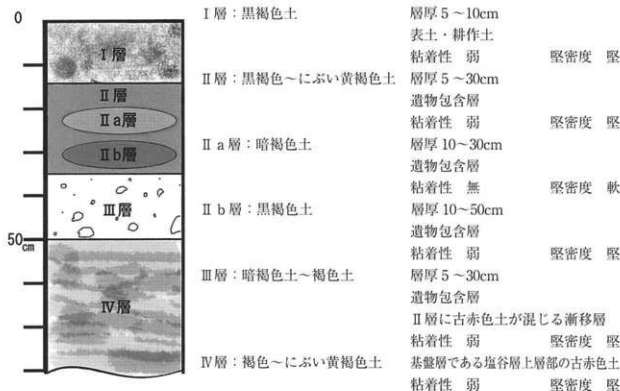 0
50
cm
Ⅰ層
Ⅱ層
Ⅱa層
Ⅱb層
Ⅲ層
Ⅳ層
Ⅰ層：黒褐色土 層厚 5～10cm
表土・耕作土
粘着性 弱 堅密度 堅
Ⅱ層：黒褐色～にぶい黄褐色土 層厚 5～30cm
遺物包含層
粘着性 弱 堅密度 堅
Ⅱa層：暗褐色土 層厚 10～30cm
遺物包含層
粘着性 無 堅密度 軟
Ⅱb層：黒褐色土 層厚 10～50cm
遺物包含層
粘着性 弱 堅密度 堅
Ⅲ層：暗褐色土～褐色土 層厚 5～30cm
遺物包含層
Ⅱ層に古赤色土が混じる漸移層
粘着性 弱 堅密度 堅
Ⅳ層：褐色～にぶい黄褐色土 基盤層である塩谷層上層部の古赤色土
粘着性 弱 堅密度 堅